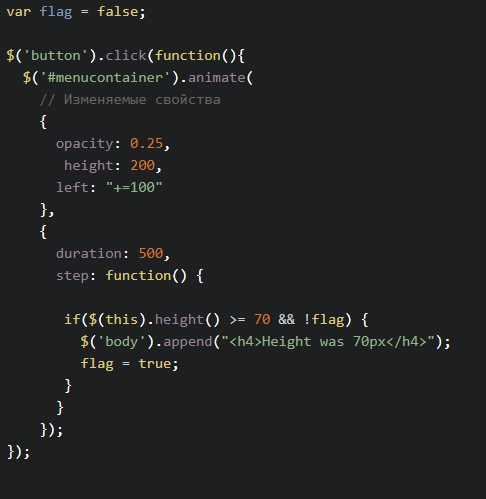 var flag = false;
$('button').click(function(){
$('#menucontainer').animate(
// Изменяемые свойства
{
opacity: 0.25,
height: 200,
left: "+=100"
},
{
duration: 500,
step: function() {
if($(this).height() >= 70 && !flag) {
$('body').append("<h4>Height was 70px</h4>");
flag = true;
}
}
});
});